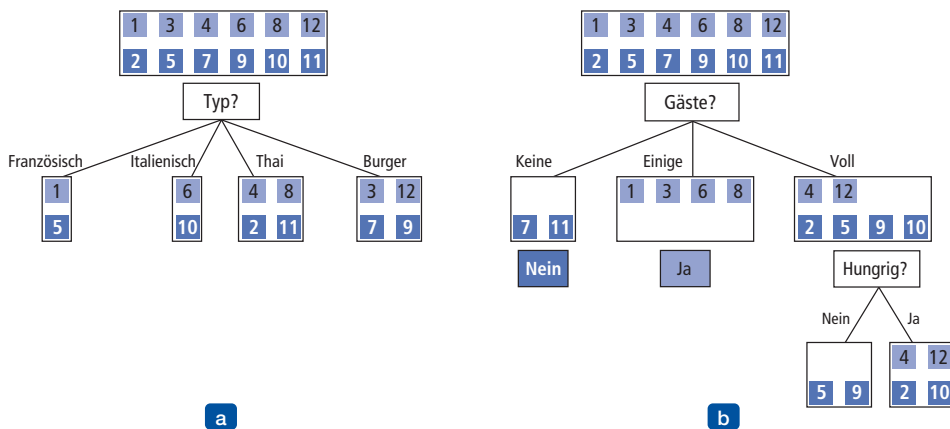 1 3 4 6 8 12
2 5 7 9 10 11
Typ?
Französisch Italienisch Thai Burger
1 6 4 8 3 12
5 10 2 11 7 9
a
1 3 4 6 8 12
2 5 7 9 10 11
Gäste?
Keine Einige Voll
1 3 6 8 4 12
7 11 2 5 9 10
Nein Ja Hungrig?
Nein Ja
4 12
5 9 2 10
b